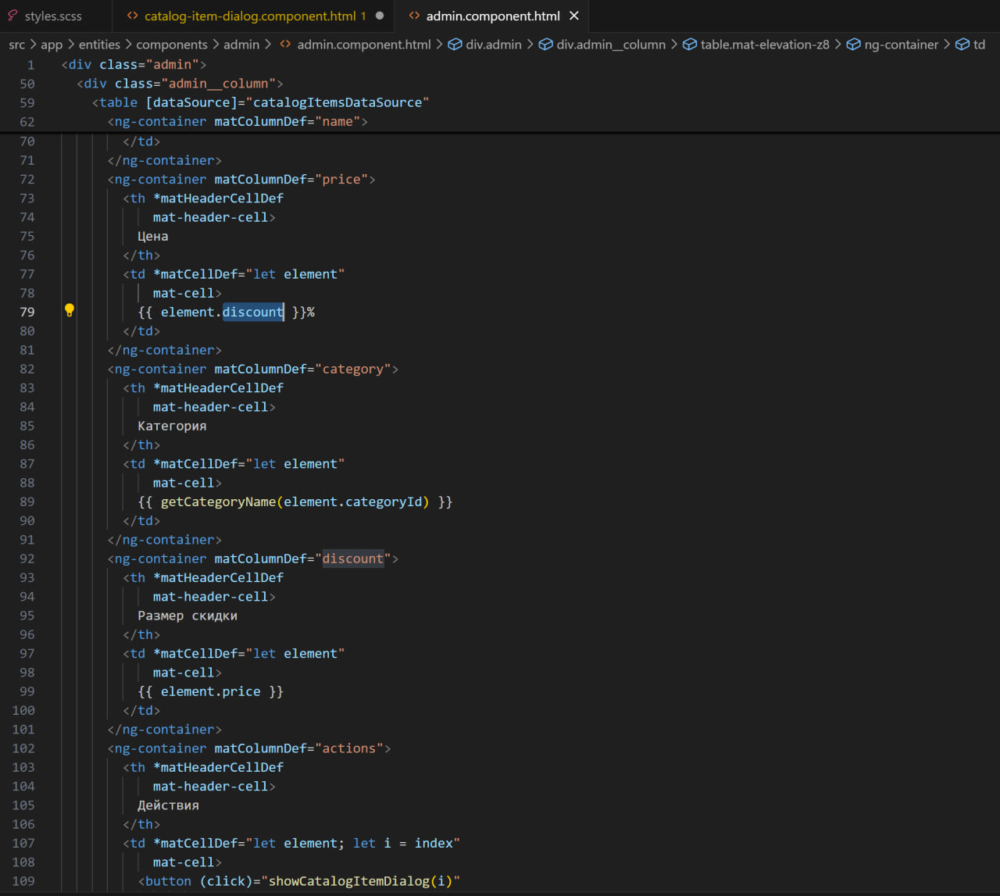 styles.scss catalog-item-dialog.component.html 1 admin.component.html
src > app > entities > components > admin > admin.component.html > div.admin > div.admin__column > table.mat-elevation-z8 > ng-container > td
1 <div class="admin">
50 <div class="admin__column">
59 <table [dataSource]="catalogItemsDataSource"
62 <ng-container matColumnDef="name">
70 </td>
71 </ng-container>
72 <ng-container matColumnDef="price">
73 <th *matHeaderCellDef
74 mat-header-cell>
75 Цена
76 </th>
77 <td *matCellDef="let element"
78 mat-cell>
79 {{ element.discount }}%
80 </td>
81 </ng-container>
82 <ng-container matColumnDef="category">
83 <th *matHeaderCellDef
84 mat-header-cell>
85 Категория
86 </th>
87 <td *matCellDef="let element"
88 mat-cell>
89 {{ getCategoryName(element.categoryId) }}
90 </td>
91 </ng-container>
92 <ng-container matColumnDef="discount">
93 <th *matHeaderCellDef
94 mat-header-cell>
95 Размер скидки
96 </th>
97 <td *matCellDef="let element"
98 mat-cell>
99 {{ element.price }}
100 </td>
101 </ng-container>
102 <ng-container matColumnDef="actions">
103 <th *matHeaderCellDef
104 mat-header-cell>
105 Действия
106 </th>
107 <td *matCellDef="let element; let i = index"
108 mat-cell>
109 <button (click)="showCatalogItemDialog(i)"